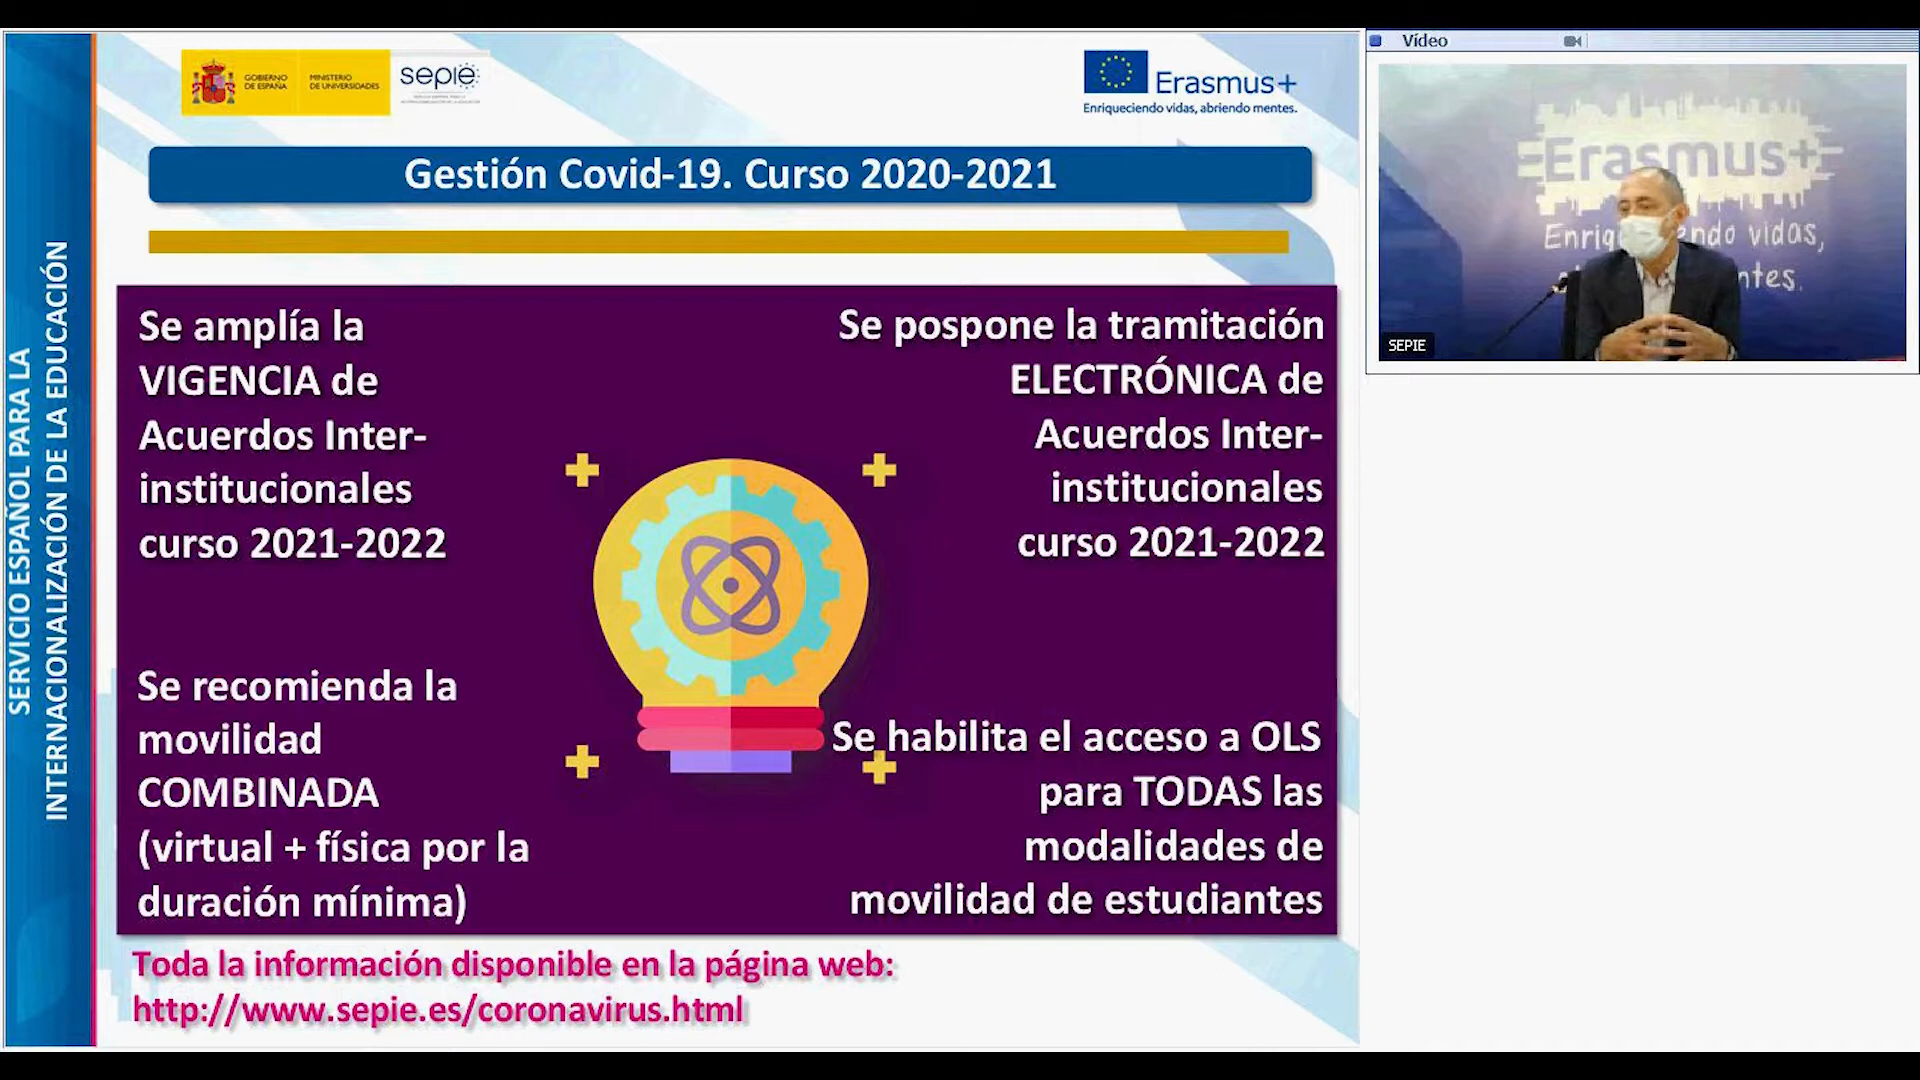 SERVICIO ESPAÑOL PARA LA
INTERNACIONALIZACIÓN DE LA EDUCACIÓN
GOBIERNO
DE ESPAÑA
MINISTERIO
DE UNIVERSIDADES
sepie
Erasmus+
Enriqueciendo vidas, abriendo mentes.
Gestión Covid-19. Curso 2020-2021
Se amplía la
VIGENCIA de
Acuerdos Inter-
institucionales
curso 2021-2022
Se pospone la tramitación
ELECTRÓNICA de
Acuerdos Inter-
institucionales
curso 2021-2022
Se recomienda la
movilidad
COMBINADA
(virtual + física por la
duración mínima)
Se habilita el acceso a OLS
para TODAS las
modalidades de
movilidad de estudiantes
Toda la información disponible en la página web:
http://www.sepie.es/coronavirus.html
Vídeo
Erasmus+
vidas,
SEPIE